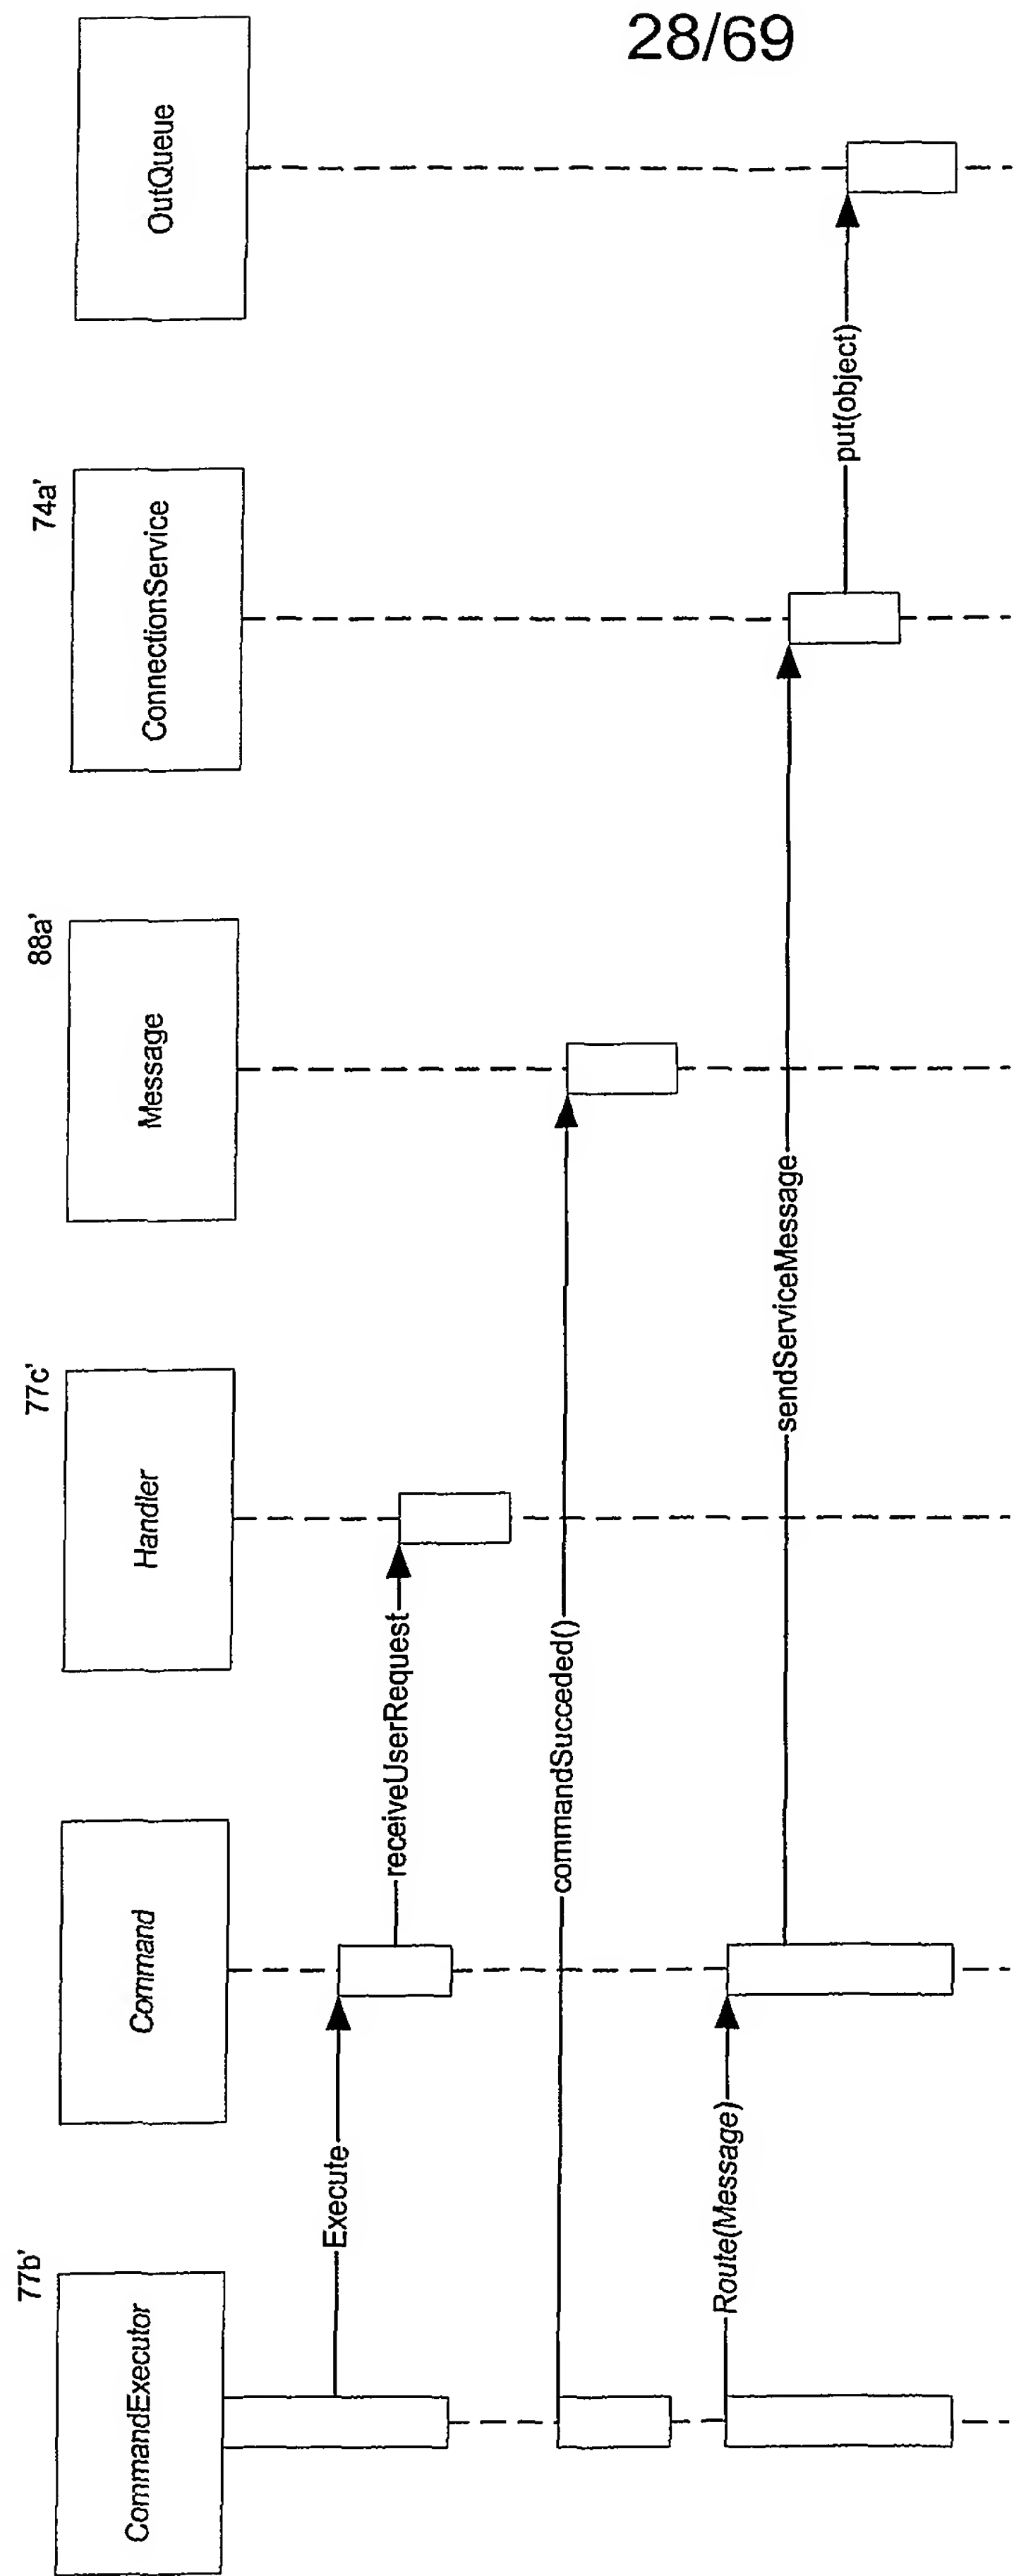 28/69
77b'
77c'
88a'
74a'
CommandExecutor
Command
Handler
Message
ConnectionService
OutQueue
Execute
receiveUserRequest
commandSucceded()
Route(Message)
sendServiceMessage
put(object)